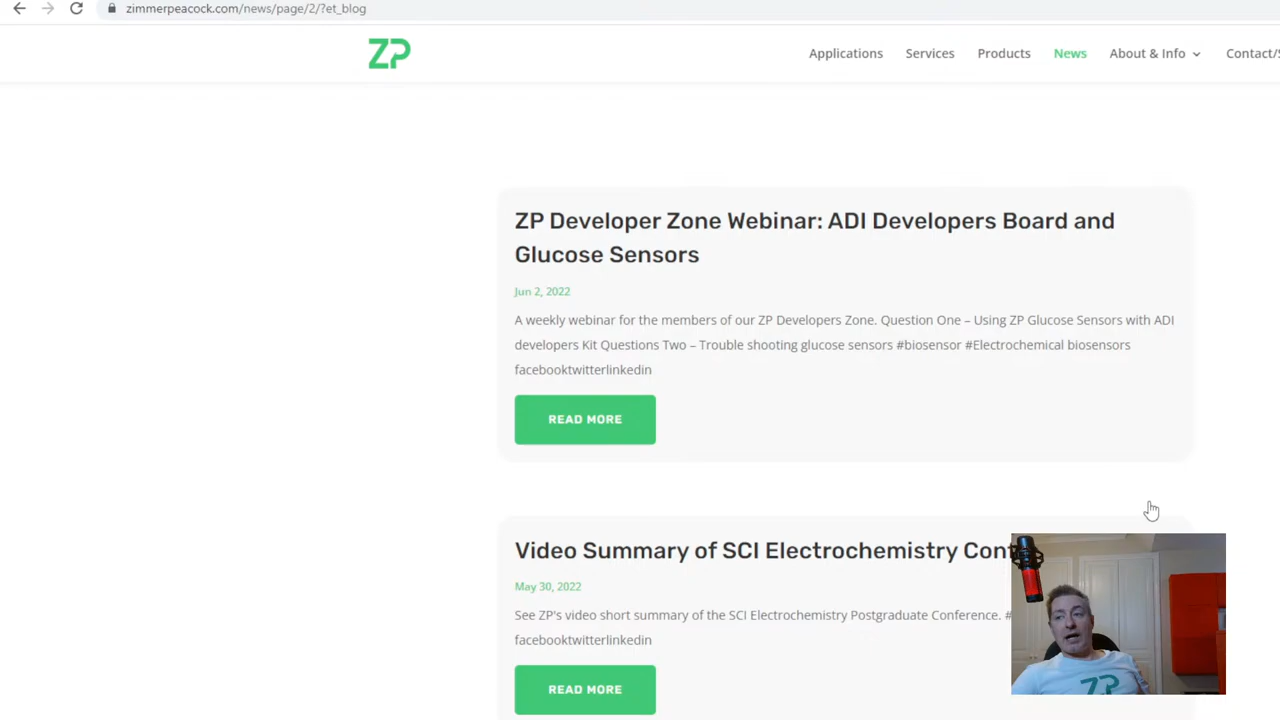 zimmerpeacock.com/news/page/2/?et_blog
ZP
Applications
Services
Products
News
About & Info
Contact/S
ZP Developer Zone Webinar: ADI Developers Board and
Glucose Sensors
Jun 2, 2022
A weekly webinar for the members of our ZP Developers Zone. Question One – Using ZP Glucose Sensors with ADI
developers Kit Questions Two – Trouble shooting glucose sensors #biosensor #Electrochemical biosensors
facebooktwitterlinkedin
READ MORE
Video Summary of SCI Electrochemistry Con
May 30, 2022
See ZP's video short summary of the SCI Electrochemistry Postgraduate Conference. #
facebooktwitterlinkedin
READ MORE
ZP